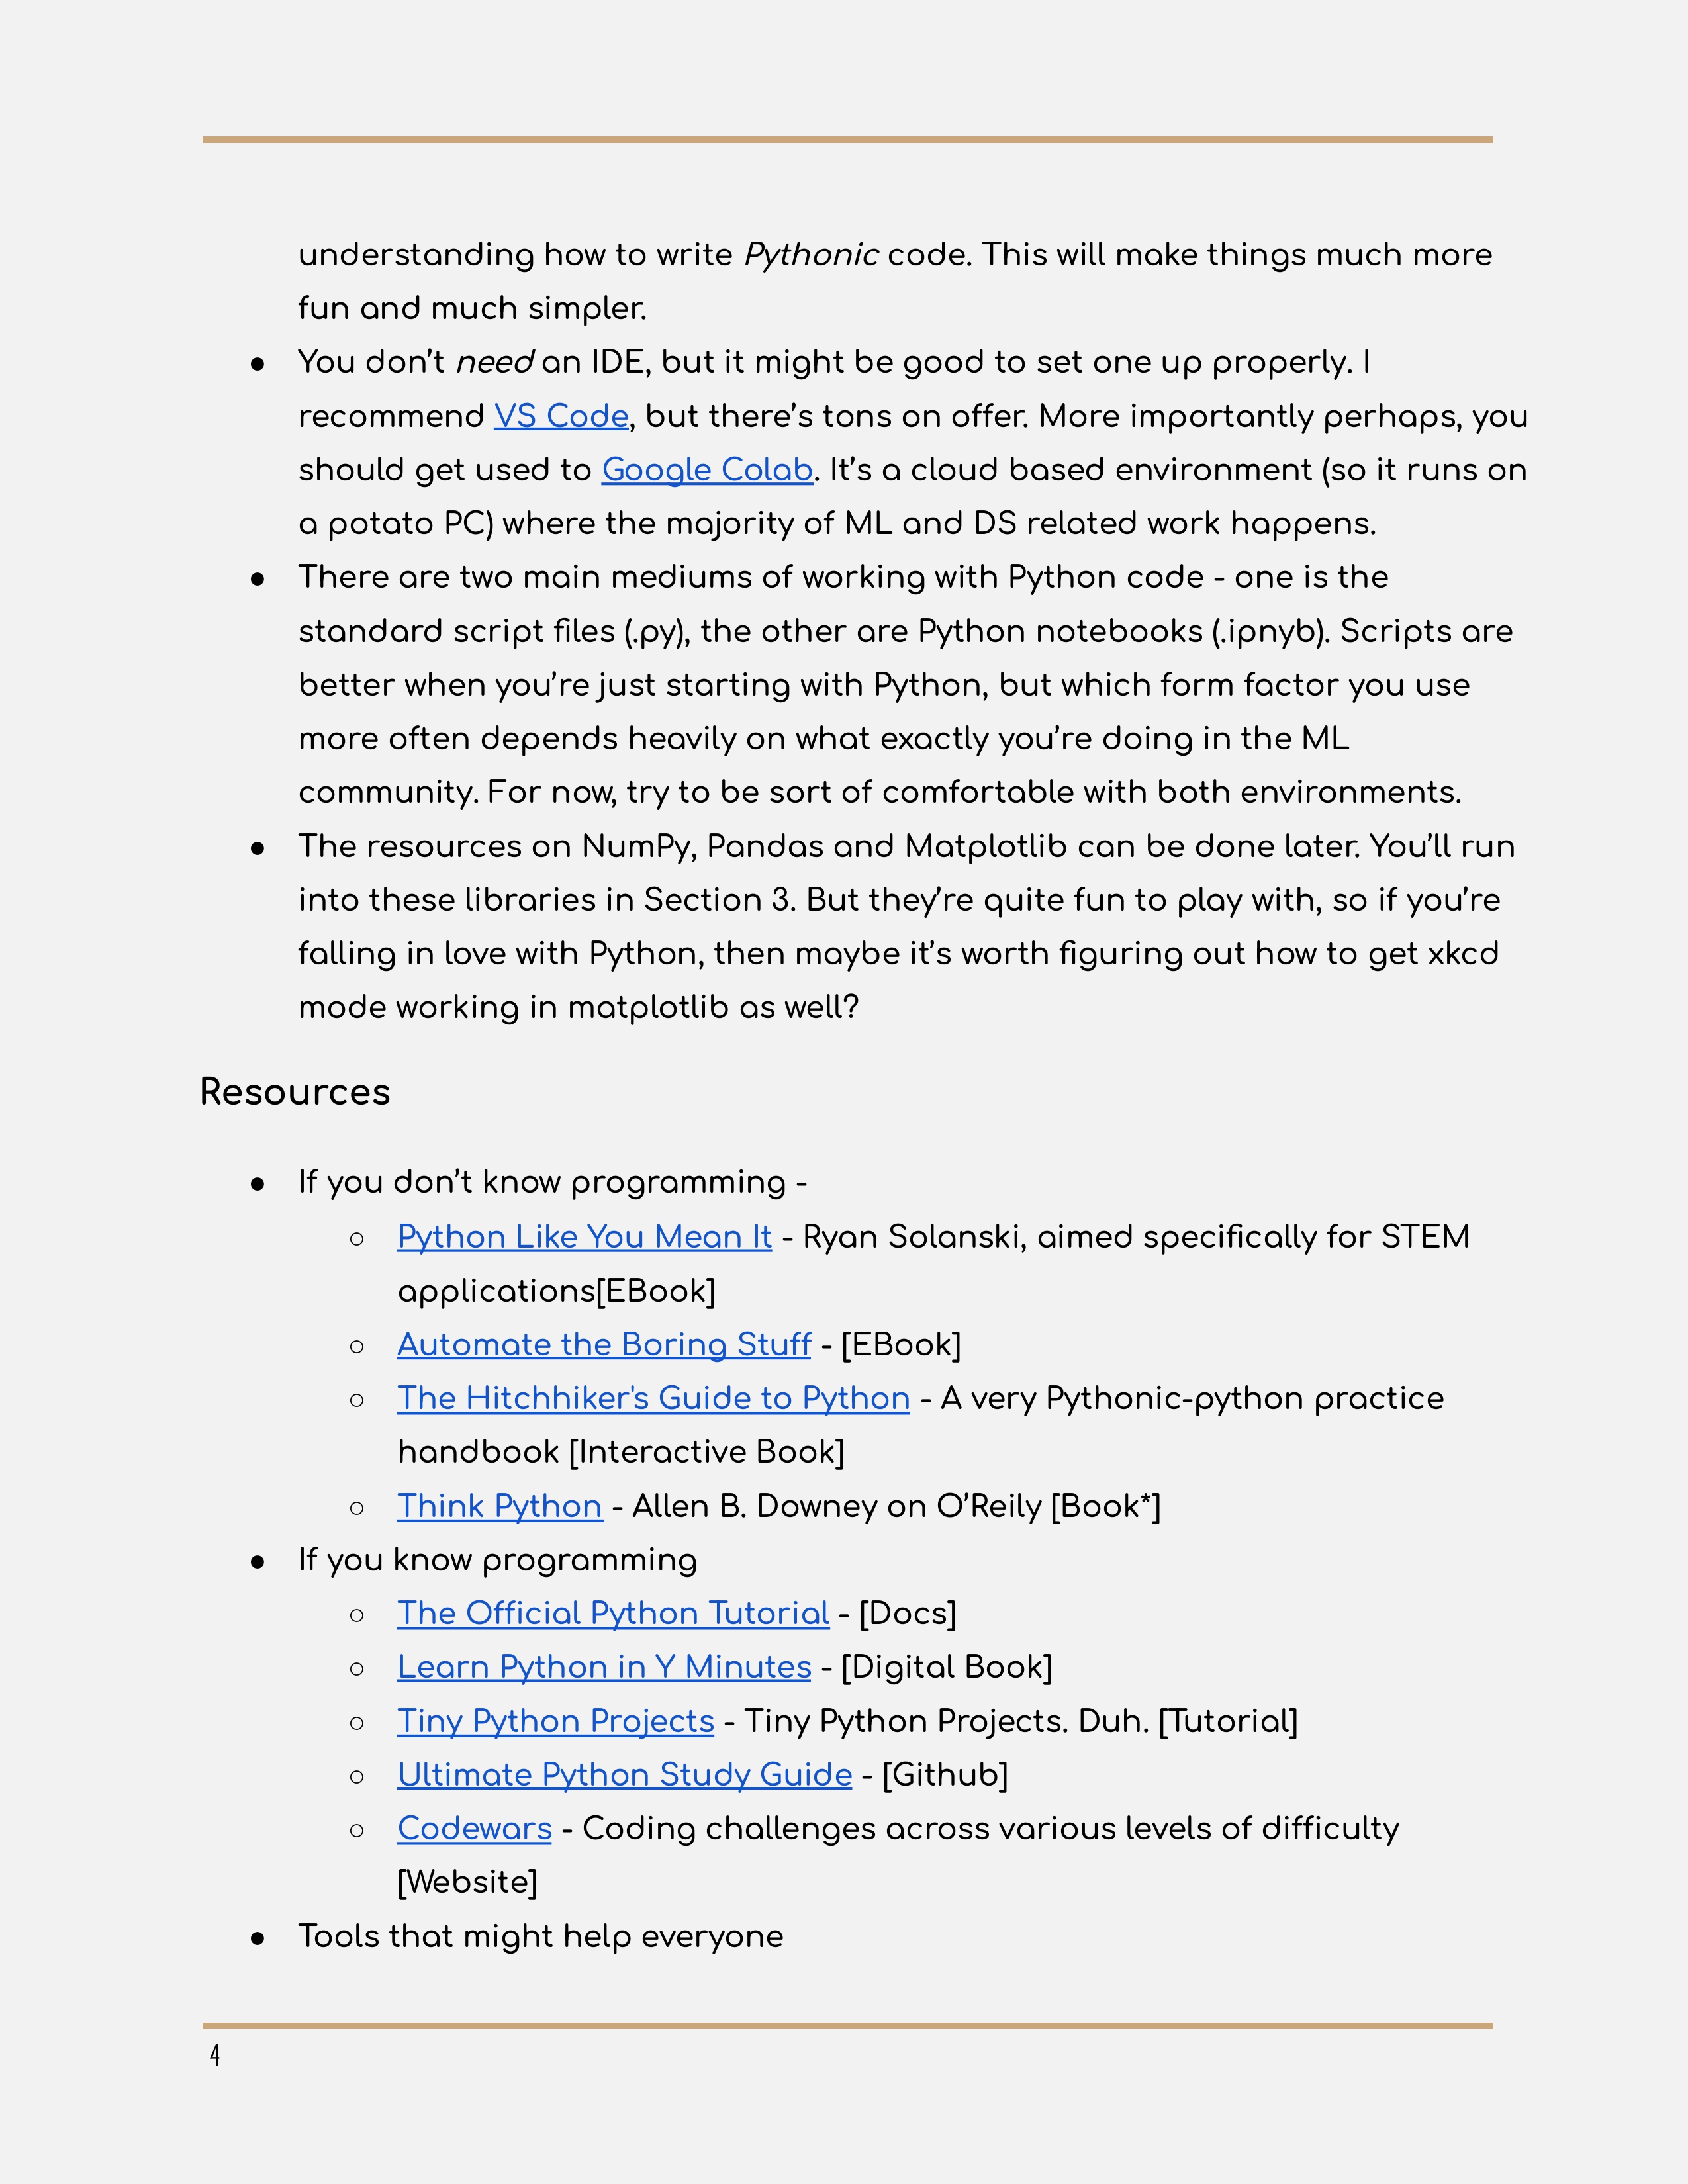 understanding how to write Pythonic code. This will make things much more
fun and much simpler.
● You don’t need an IDE, but it might be good to set one up properly. I
recommend VS Code, but there’s tons on offer. More importantly perhaps, you
should get used to Google Colab. It’s a cloud based environment (so it runs on
a potato PC) where the majority of ML and DS related work happens.
● There are two main mediums of working with Python code - one is the
standard script files (.py), the other are Python notebooks (.ipnyb). Scripts are
better when you’re just starting with Python, but which form factor you use
more often depends heavily on what exactly you’re doing in the ML
community. For now, try to be sort of comfortable with both environments.
● The resources on NumPy, Pandas and Matplotlib can be done later. You’ll run
into these libraries in Section 3. But they’re quite fun to play with, so if you’re
falling in love with Python, then maybe it’s worth figuring out how to get xkcd
mode working in matplotlib as well?
Resources
● If you don’t know programming -
○ Python Like You Mean It - Ryan Solanski, aimed specifically for STEM
applications[EBook]
○ Automate the Boring Stuff - [EBook]
○ The Hitchhiker's Guide to Python - A very Pythonic-python practice
handbook [Interactive Book]
○ Think Python - Allen B. Downey on O’Reily [Book*]
● If you know programming
○ The Official Python Tutorial - [Docs]
○ Learn Python in Y Minutes - [Digital Book]
○ Tiny Python Projects - Tiny Python Projects. Duh. [Tutorial]
○ Ultimate Python Study Guide - [Github]
○ Codewars - Coding challenges across various levels of difficulty
[Website]
● Tools that might help everyone
4